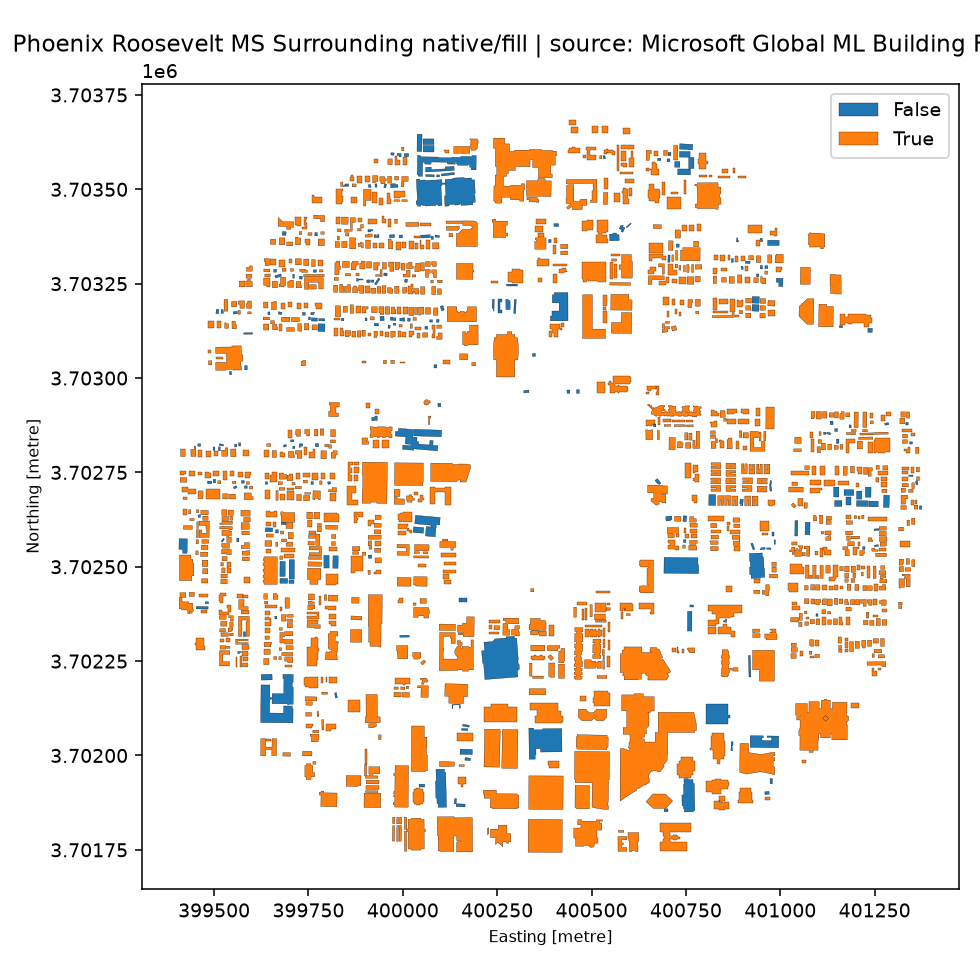 Phoenix Roosevelt MS Surrounding native/fill | source: Microsoft Global ML Building F
1e6
3.70375
3.70350
3.70325
3.70300
3.70275
3.70250
3.70225
3.70200
3.70175
Northing [metre]
False
True
399500 399750 400000 400250 400500 400750 401000 401250
Easting [metre]